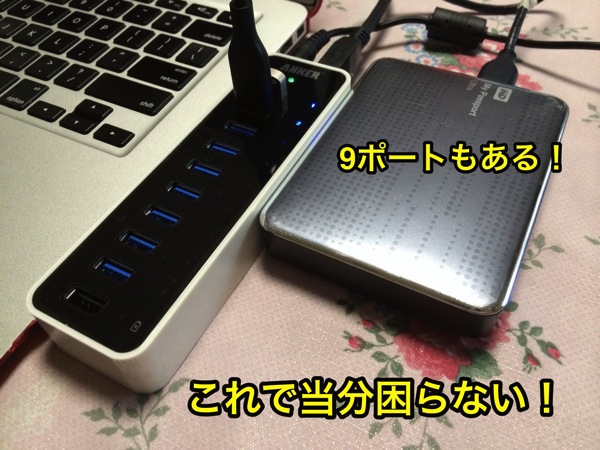 ANKER
My Passport
Ultra
WD
9ポートもある！
delete
return
shift
これで当分困らない！